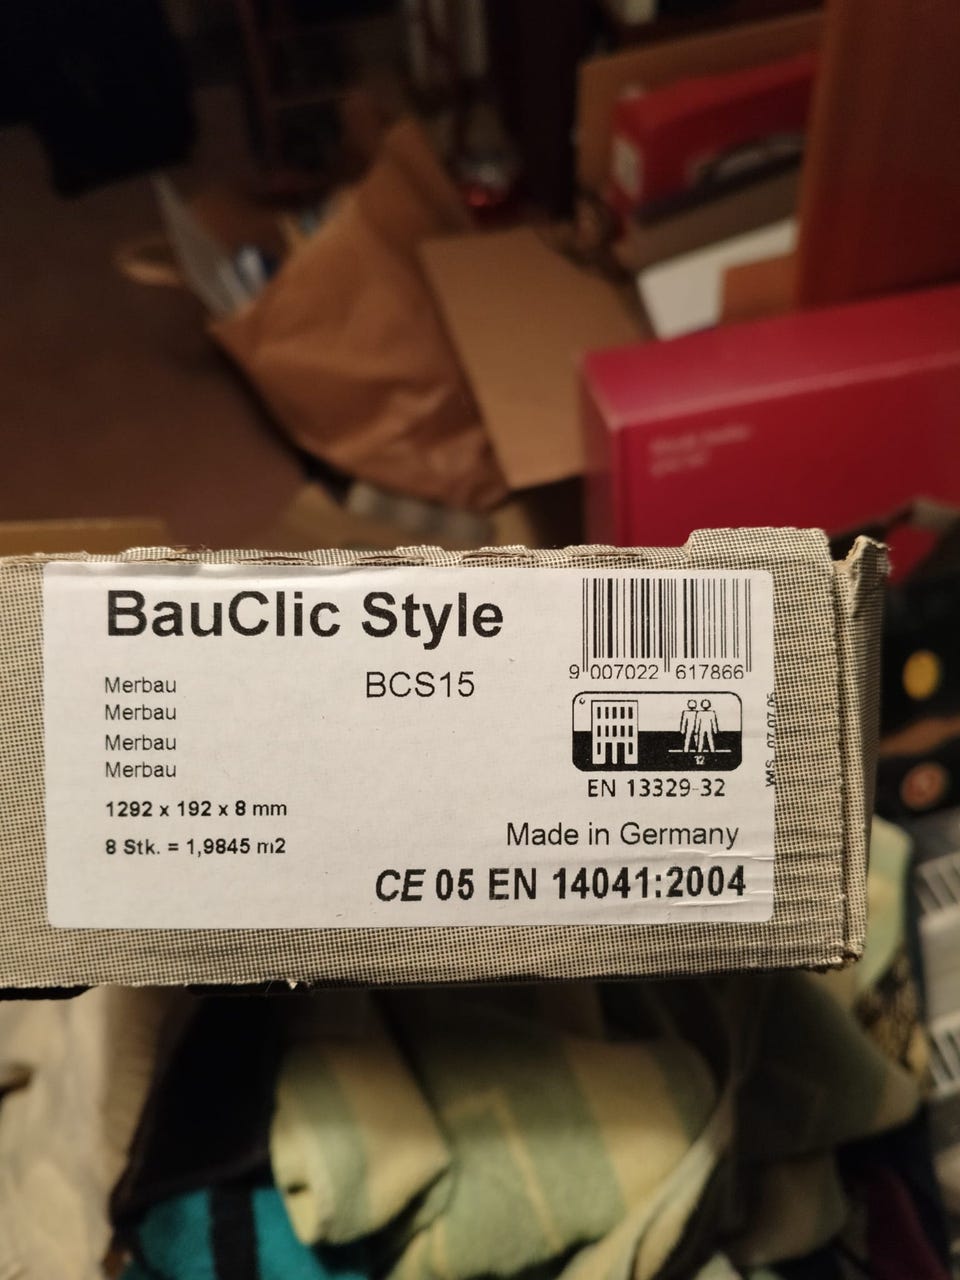 BauClic Style
BCS15
Merbau
Merbau
Merbau
Merbau
1292 x 192 x 8 mm
8 Stk. = 1,9845 m2
9 007022 617866
12
EN 13329-32
Made in Germany
CE 05 EN 14041:2004